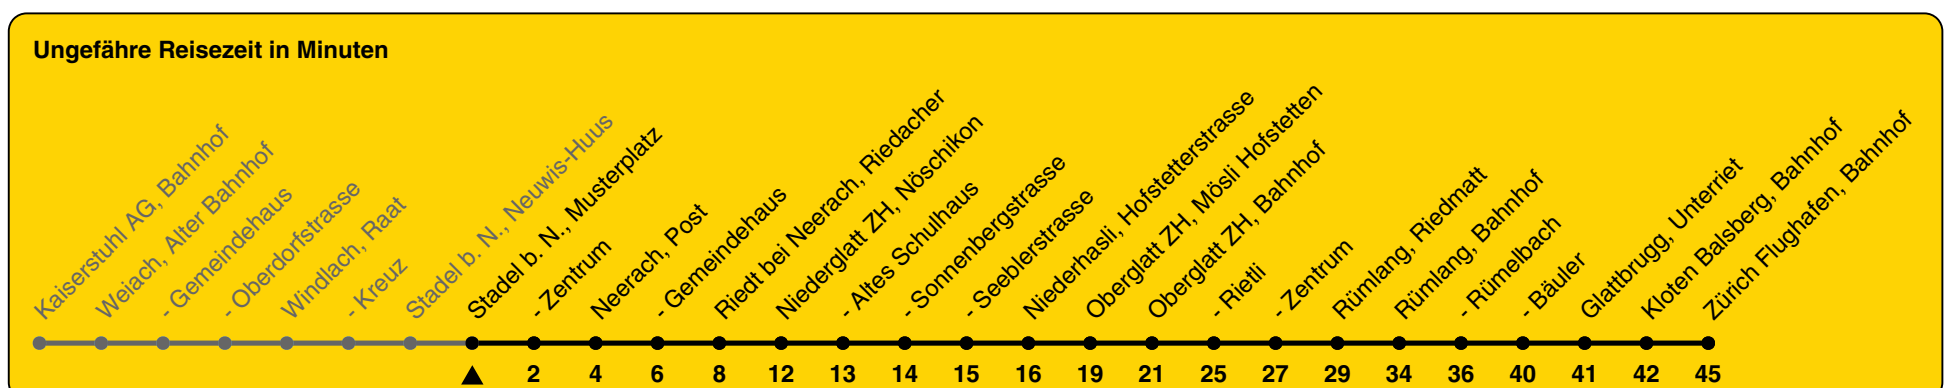 Ungefähre Reisezeit in Minuten
Kaiserstuhl AG, Bahnhof
Weiach, Alter Bahnhof
- Gemeindehaus
- Oberdorfstrasse
Windlach, Raat
- Kreuz
Stadel b. N., Neuwis-Huus
Stadel b. N., Musterplatz
- Zentrum
Neerach, Post
- Gemeindehaus
Riedt bei Neerach, Riedacher
Niederglatt ZH, Nöschikon
- Altes Schulhaus
- Sonnenbergstrasse
- Seeblerstrasse
Niederhasli, Hofstetterstrasse
Oberglatt ZH, Mösli Hofstetten
Oberglatt ZH, Bahnhof
- Rietli
- Zentrum
Rümlang, Riedmatt
Rümlang, Bahnhof
- Rümelbach
- Bäuler
Glattbrugg, Unterriet
Kloten Balsberg, Bahnhof
Zürich Flughafen, Bahnhof
2 4 6 8 12 13 14 15 16 19 21 25 27 29 34 36 40 41 42 45